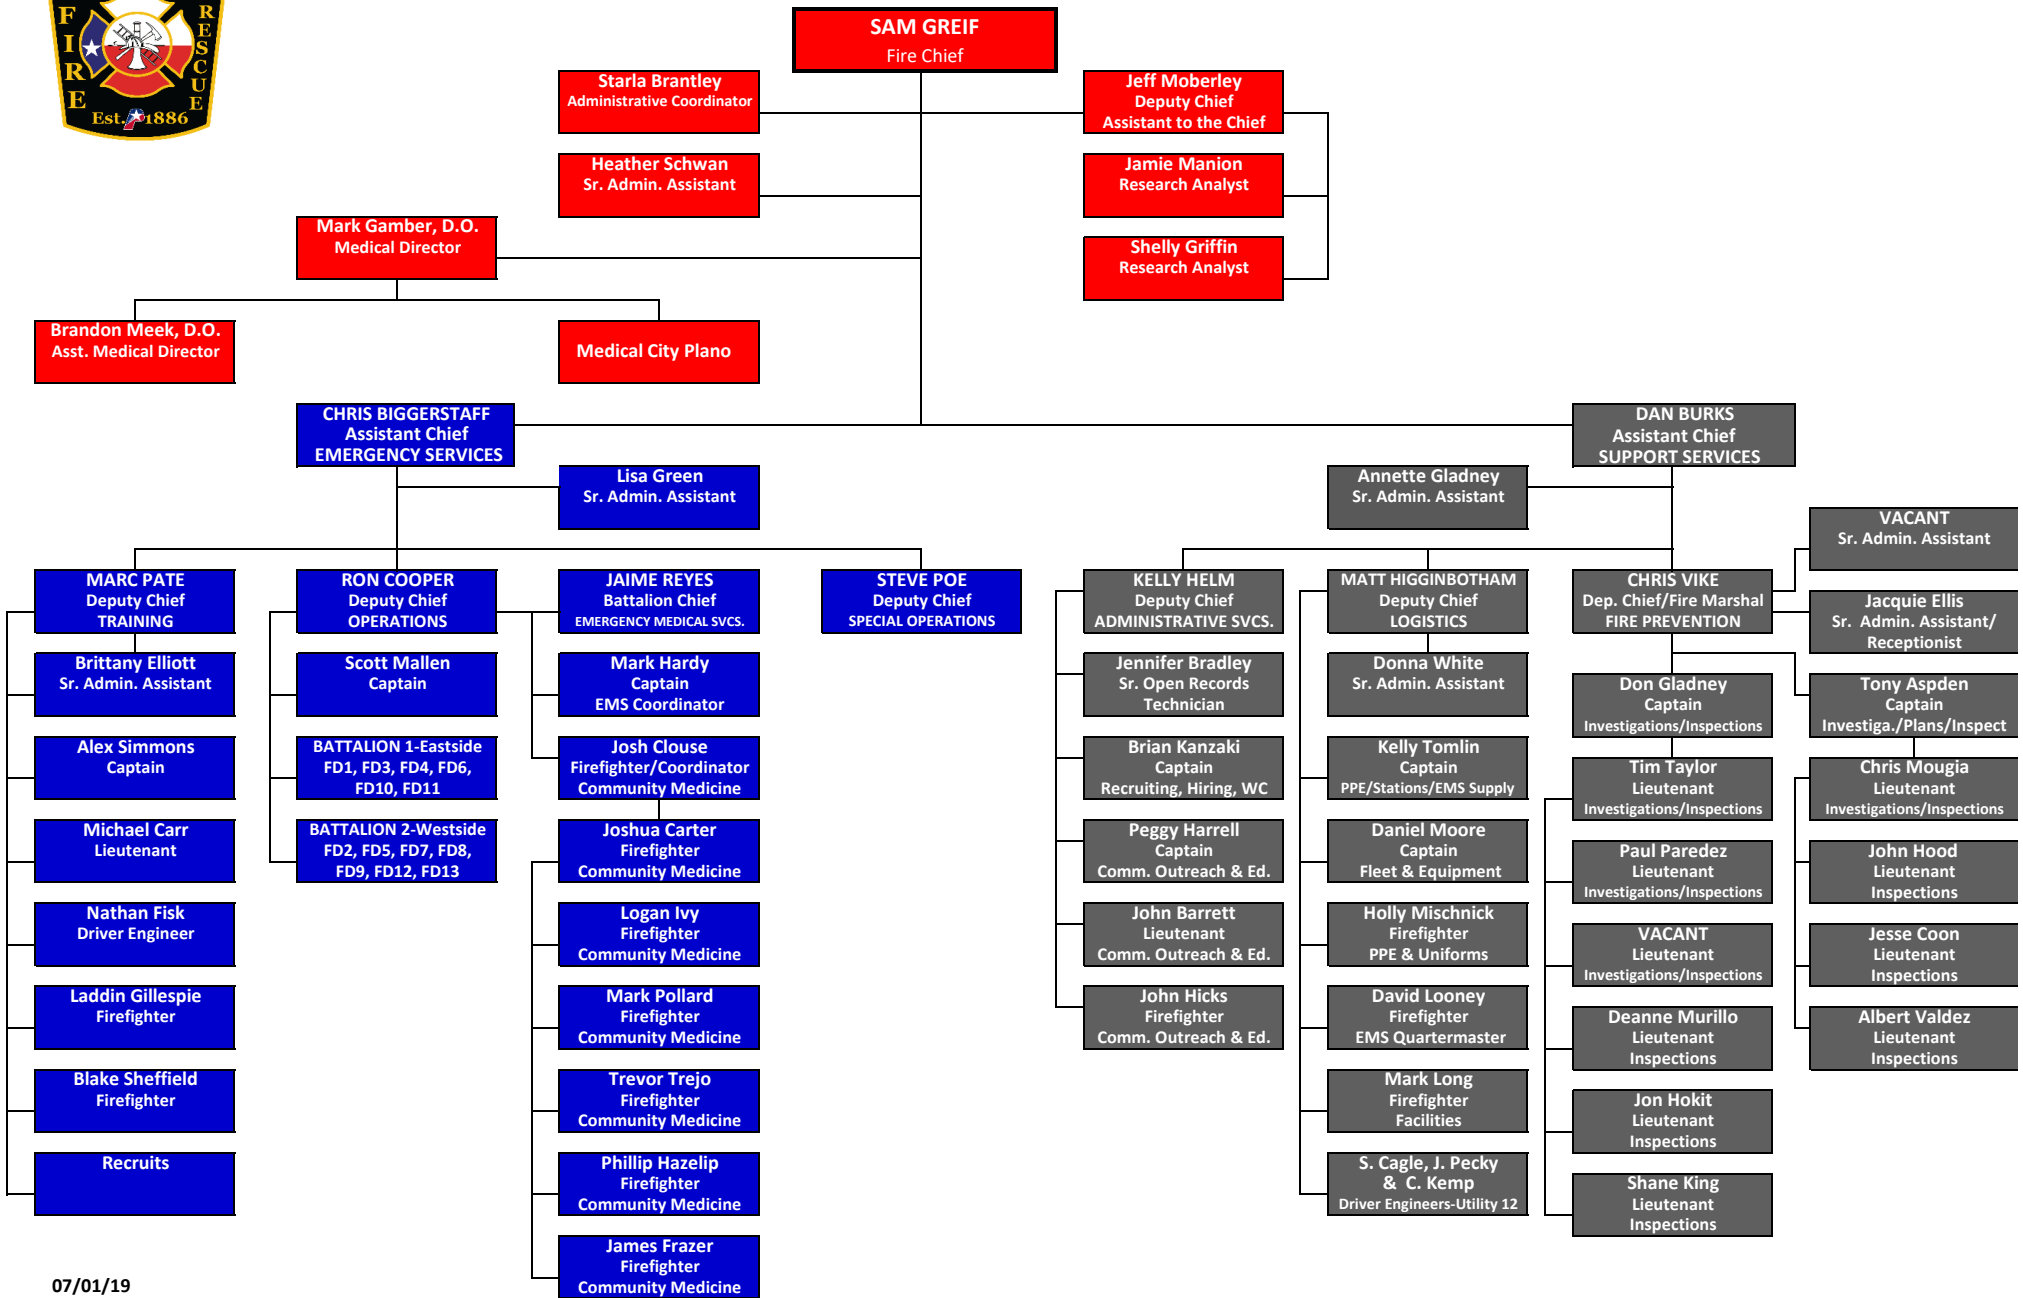 FIRE
RESCUE
Est. 1886
SAM GREIF
Fire Chief
Starla Brantley
Administrative Coordinator
Jeff Moberley
Deputy Chief
Assistant to the Chief
Heather Schwan
Sr. Admin. Assistant
Jamie Manion
Research Analyst
Mark Gamber, D.O.
Medical Director
Shelly Griffin
Research Analyst
Brandon Meek, D.O.
Asst. Medical Director
Medical City Plano
CHRIS BIGGERSTAFF
Assistant Chief
EMERGENCY SERVICES
DAN BURKS
Assistant Chief
SUPPORT SERVICES
Lisa Green
Sr. Admin. Assistant
Annette Gladney
Sr. Admin. Assistant
VACANT
Sr. Admin. Assistant
MARC PATE
Deputy Chief
TRAINING
Brittany Elliott
Sr. Admin. Assistant
Alex Simmons
Captain
Michael Carr
Lieutenant
Nathan Fisk
Driver Engineer
Laddin Gillespie
Firefighter
Blake Sheffield
Firefighter
Recruits
RON COOPER
Deputy Chief
OPERATIONS
Scott Mallen
Captain
BATTALION 1-Eastside
FD1, FD3, FD4, FD6,
FD10, FD11
BATTALION 2-Westside
FD2, FD5, FD7, FD8,
FD9, FD12, FD13
JAIME REYES
Battalion Chief
EMERGENCY MEDICAL SVCS.
Mark Hardy
Captain
EMS Coordinator
Josh Clouse
Firefighter/Coordinator
Community Medicine
Joshua Carter
Firefighter
Community Medicine
Logan Ivy
Firefighter
Community Medicine
Mark Pollard
Firefighter
Community Medicine
Trevor Trejo
Firefighter
Community Medicine
Phillip Hazelip
Firefighter
Community Medicine
James Frazer
Firefighter
Community Medicine
STEVE POE
Deputy Chief
SPECIAL OPERATIONS
KELLY HELM
Deputy Chief
ADMINISTRATIVE SVCS.
Jennifer Bradley
Sr. Open Records
Technician
Brian Kanzaki
Captain
Recruiting, Hiring, WC
Peggy Harrell
Captain
Comm. Outreach & Ed.
John Barrett
Lieutenant
Comm. Outreach & Ed.
John Hicks
Firefighter
Comm. Outreach & Ed.
MATT HIGGINBOTHAM
Deputy Chief
LOGISTICS
Donna White
Sr. Admin. Assistant
Kelly Tomlin
Captain
PPE/Stations/EMS Supply
Daniel Moore
Captain
Fleet & Equipment
Holly Mischnick
Firefighter
PPE & Uniforms
David Looney
Firefighter
EMS Quartermaster
Mark Long
Firefighter
Facilities
S. Cagle, J. Pecky
& C. Kemp
Driver Engineers-Utility 12
CHRIS VIKE
Dep. Chief/Fire Marshal
FIRE PREVENTION
Don Gladney
Captain
Investigations/Inspections
Tim Taylor
Lieutenant
Investigations/Inspections
Paul Paredez
Lieutenant
Investigations/Inspections
VACANT
Lieutenant
Investigations/Inspections
Deanne Murillo
Lieutenant
Inspections
Jon Hokit
Lieutenant
Inspections
Shane King
Lieutenant
Inspections
Jacquie Ellis
Sr. Admin. Assistant/
Receptionist
Tony Aspden
Captain
Investiga./Plans/Inspect
Chris Mougia
Lieutenant
Investigations/Inspections
John Hood
Lieutenant
Inspections
Jesse Coon
Lieutenant
Inspections
Albert Valdez
Lieutenant
Inspections
07/01/19